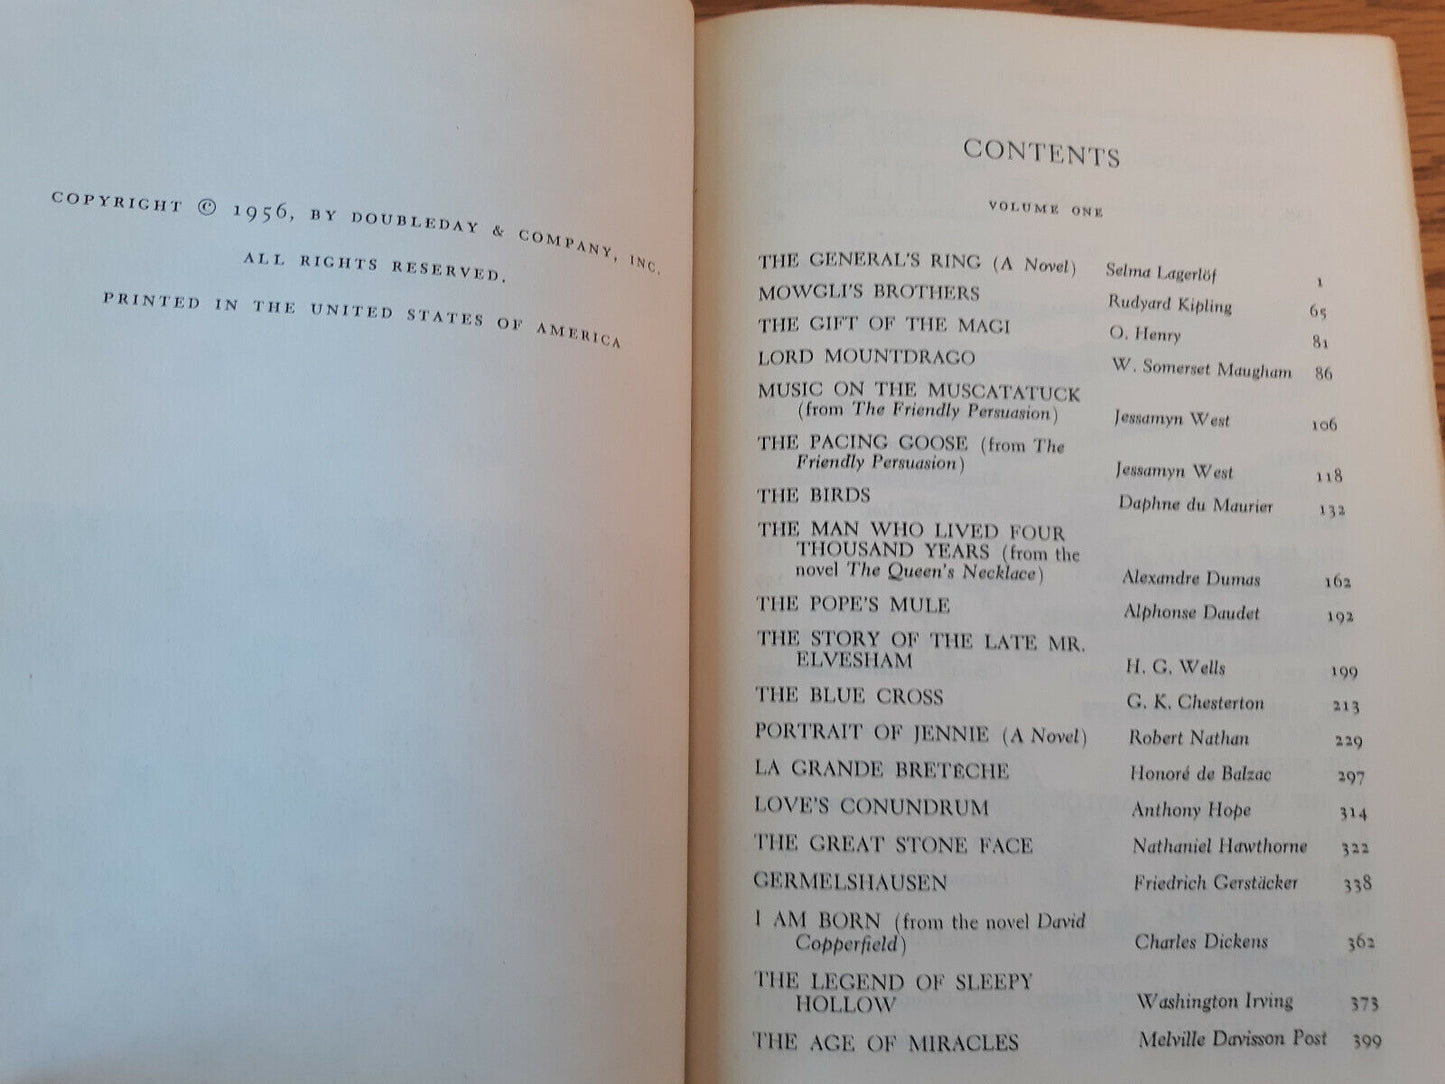 COPYRIGHT © 1956, BY DOUBLEDAY & COMPANY, INC.
ALL RIGHTS RESERVED.
PRINTED IN THE UNITED STATES OF AMERICA
CONTENTS
VOLUME ONE
THE GENERAL'S RING (A Novel) Selma Lagerlöf 1
MOWGLI'S BROTHERS Rudyard Kipling 65
THE GIFT OF THE MAGI O. Henry 81
LORD MOUNTDRAGO W. Somerset Maugham 86
MUSIC ON THE MUSCATATUCK
(from The Friendly Persuasion) Jessamyn West 106
THE PACING GOOSE (from The
Friendly Persuasion) Jessamyn West 118
THE BIRDS Daphne du Maurier 132
THE MAN WHO LIVED FOUR
THOUSAND YEARS (from the
novel The Queen's Necklace) Alexandre Dumas 162
THE POPE'S MULE Alphonse Daudet 192
THE STORY OF THE LATE MR.
ELVESHAM H. G. Wells 199
THE BLUE CROSS G. K. Chesterton 213
PORTRAIT OF JENNIE (A Novel) Robert Nathan 229
LA GRANDE BRETÊCHE Honoré de Balzac 297
LOVE'S CONUNDRUM Anthony Hope 314
THE GREAT STONE FACE Nathaniel Hawthorne 322
GERMELSHAUSEN Friedrich Gerstäcker 338
I AM BORN (from the novel David
Copperfield) Charles Dickens 362
THE LEGEND OF SLEEPY
HOLLOW Washington Irving 373
THE AGE OF MIRACLES Melville Davisson Post 399